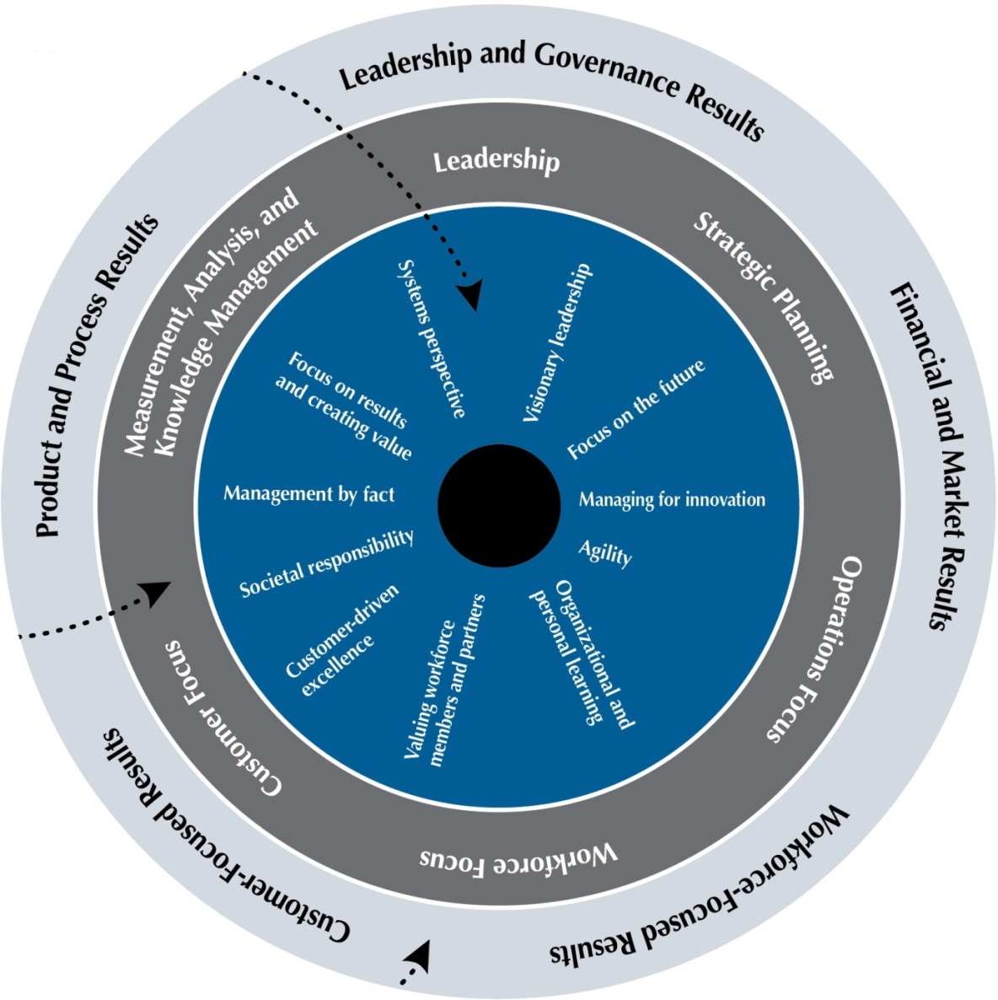 Leadership and Governance Results
Financial and Market Results
Workforce-Focused Results
Customer-Focused Results
Product and Process Results
Leadership
Strategic Planning
Operations Focus
Workforce Focus
Customer Focus
Measurement, Analysis, and
Knowledge Management
Systems perspective
Visionary leadership
Focus on the future
Managing for innovation
Agility
Organizational and
personal learning
Valuing workforce
members and partners
Customer-driven
excellence
Societal responsibility
Management by fact
Focus on results
and creating value